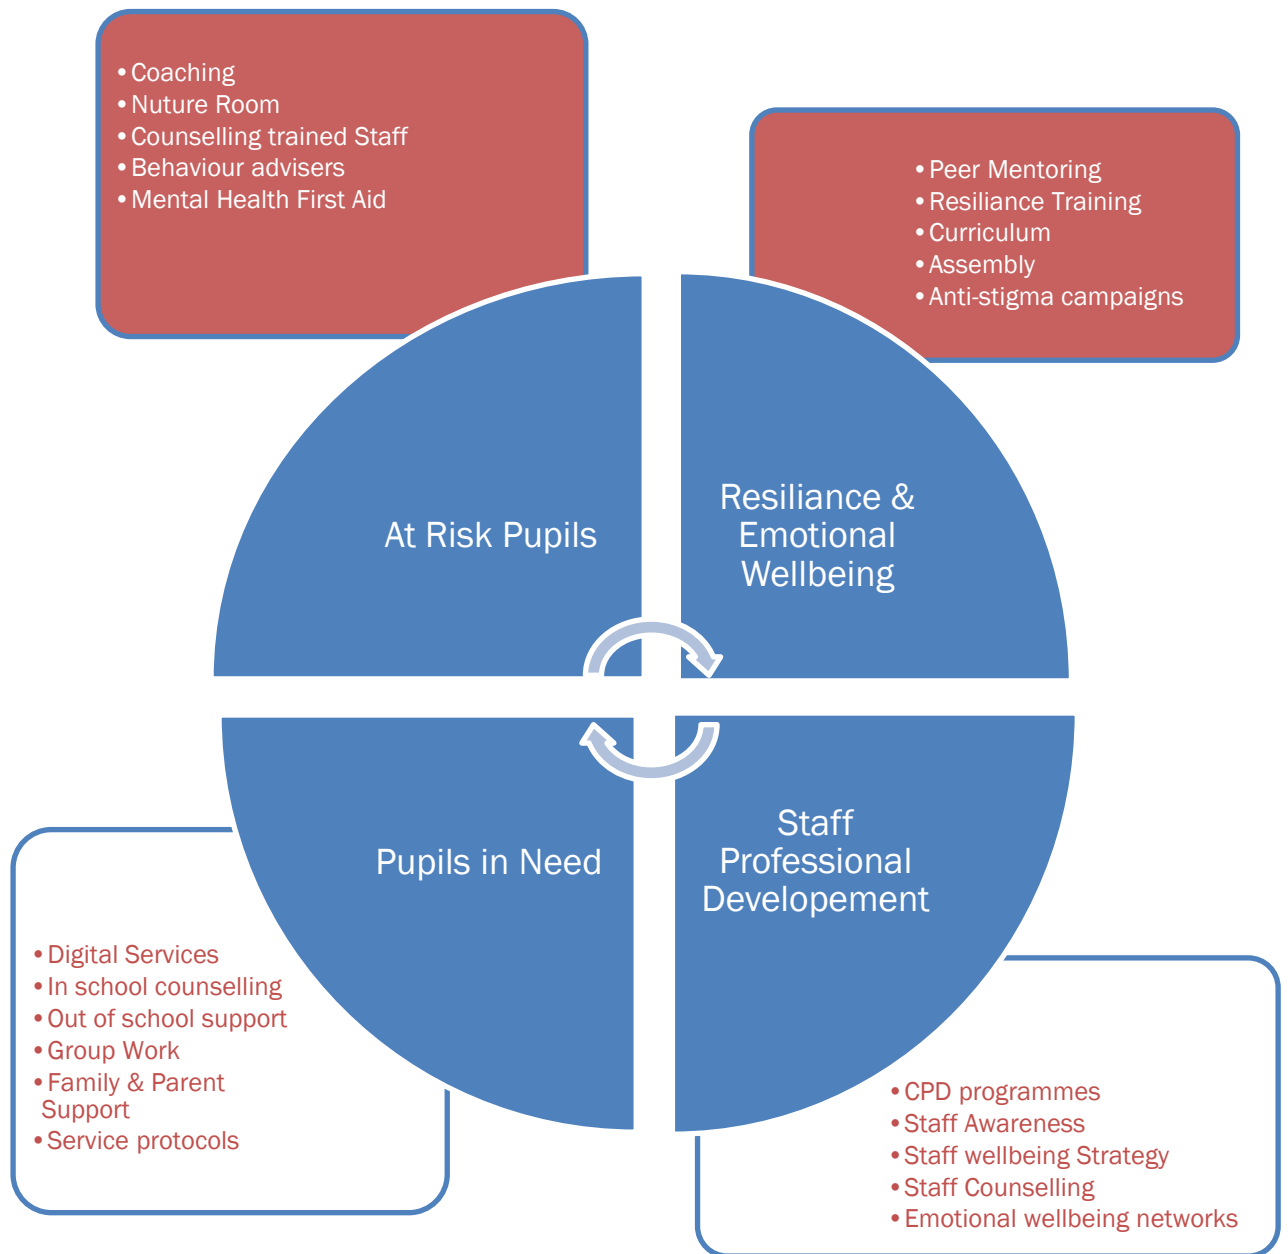 •Coaching
•Nuture Room
•Counselling trained Staff
•Behaviour advisers
•Mental Health First Aid
•Peer Mentoring
•Resiliance Training
•Curriculum
•Assembly
•Anti-stigma campaigns
At Risk Pupils
Resiliance &
Emotional
Wellbeing
Pupils in Need
Staff
Professional
Developement
•Digital Services
•In school counselling
•Out of school support
•Group Work
•Family & Parent
Support
•Service protocols
•CPD programmes
•Staff Awareness
•Staff wellbeing Strategy
•Staff Counselling
•Emotional wellbeing networks